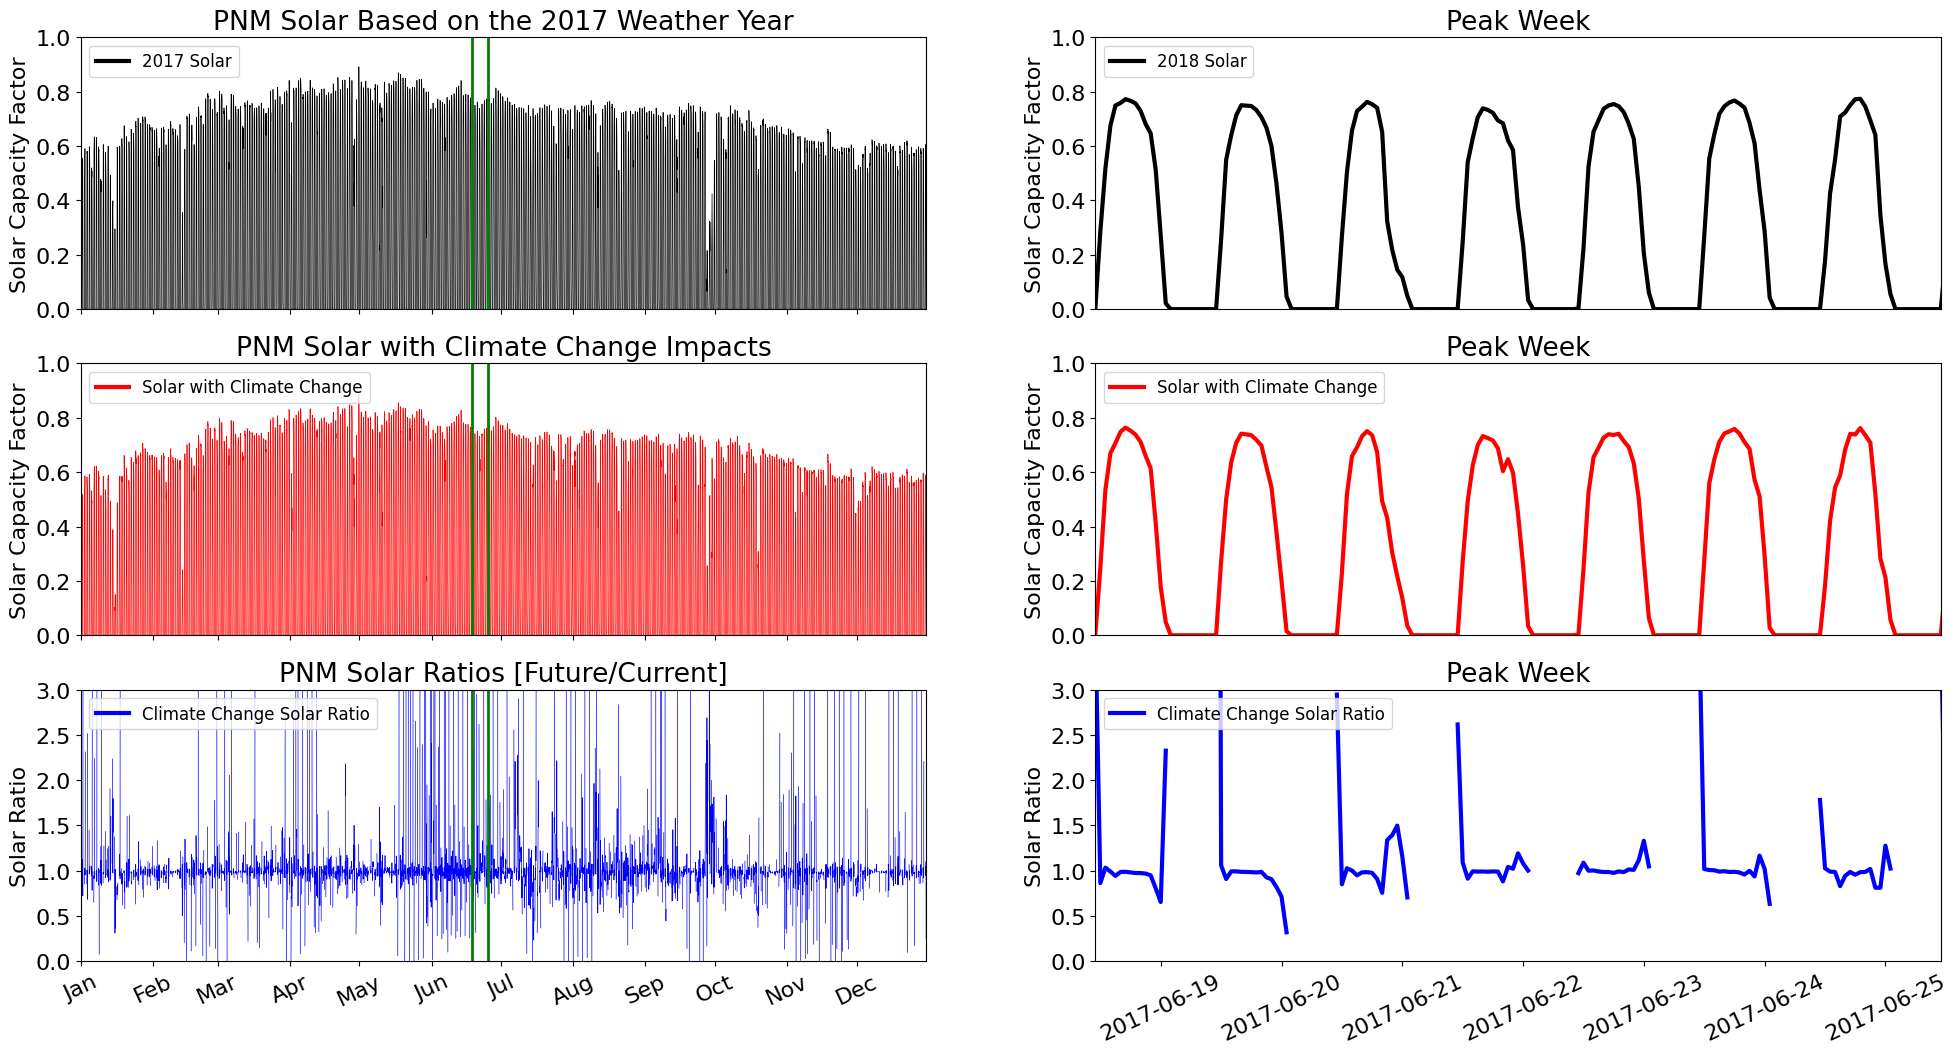 PNM Solar Based on the 2017 Weather Year
Solar Capacity Factor
1.0
0.8
0.6
0.4
0.2
0.0
2017 Solar
Peak Week
Solar Capacity Factor
1.0
0.8
0.6
0.4
0.2
0.0
2018 Solar
PNM Solar with Climate Change Impacts
Solar Capacity Factor
1.0
0.8
0.6
0.4
0.2
0.0
Solar with Climate Change
Peak Week
Solar Capacity Factor
1.0
0.8
0.6
0.4
0.2
0.0
Solar with Climate Change
PNM Solar Ratios [Future/Current]
Solar Ratio
3.0
2.5
2.0
1.5
1.0
0.5
0.0
Climate Change Solar Ratio
Jan Feb Mar Apr May Jun Jul Aug Sep Oct Nov Dec
Peak Week
Solar Ratio
3.0
2.5
2.0
1.5
1.0
0.5
0.0
Climate Change Solar Ratio
2017-06-19 2017-06-20 2017-06-21 2017-06-22 2017-06-23 2017-06-24 2017-06-25